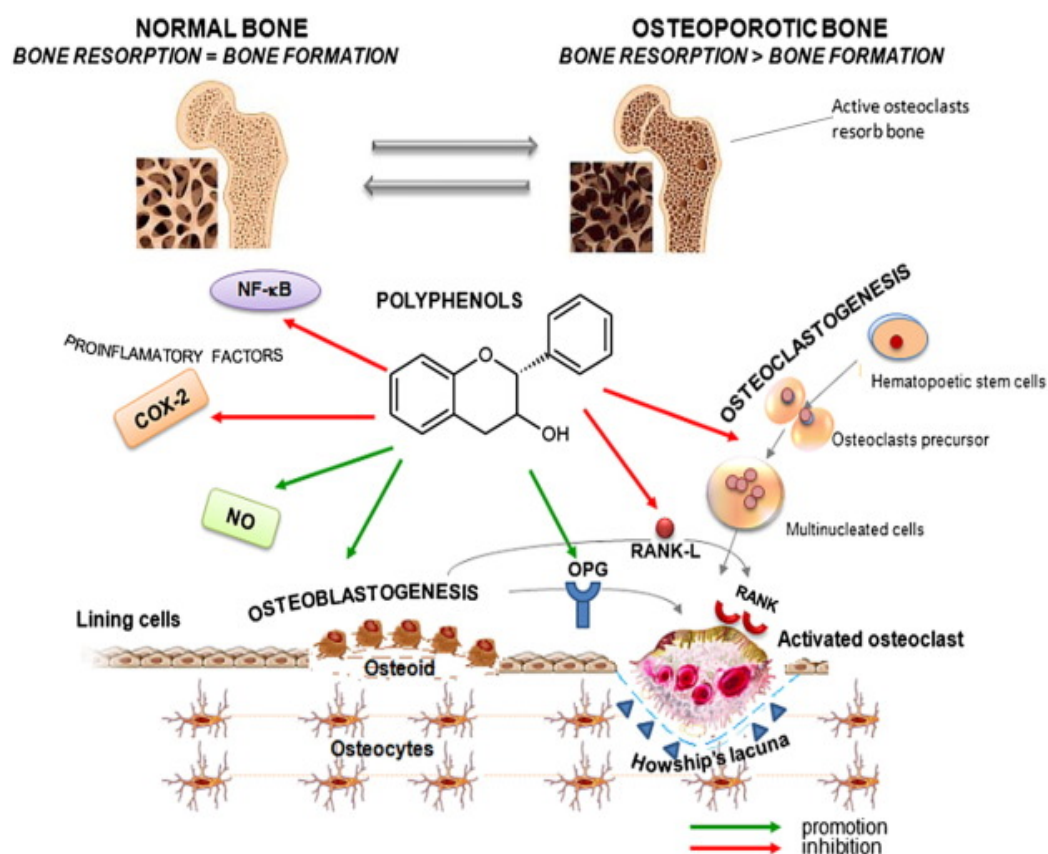 NORMAL BONE
BONE RESORPTION = BONE FORMATION
OSTEOPOROTIC BONE
BONE RESORPTION > BONE FORMATION
Active osteoclasts
resorb bone
NF-κB
POLYPHENOLS
PROINFLAMATORY FACTORS
COX-2
NO
O
OH
OSTEOCLASTOGENESIS
Hematopoetic stem cells
Osteoclasts precursor
Multinucleated cells
RANK-L
OPG
RANK
OSTEOBLASTOGENESIS
Lining cells
Activated osteoclast
Osteoid
Osteocytes
Howship's lacuna
promotion
inhibition